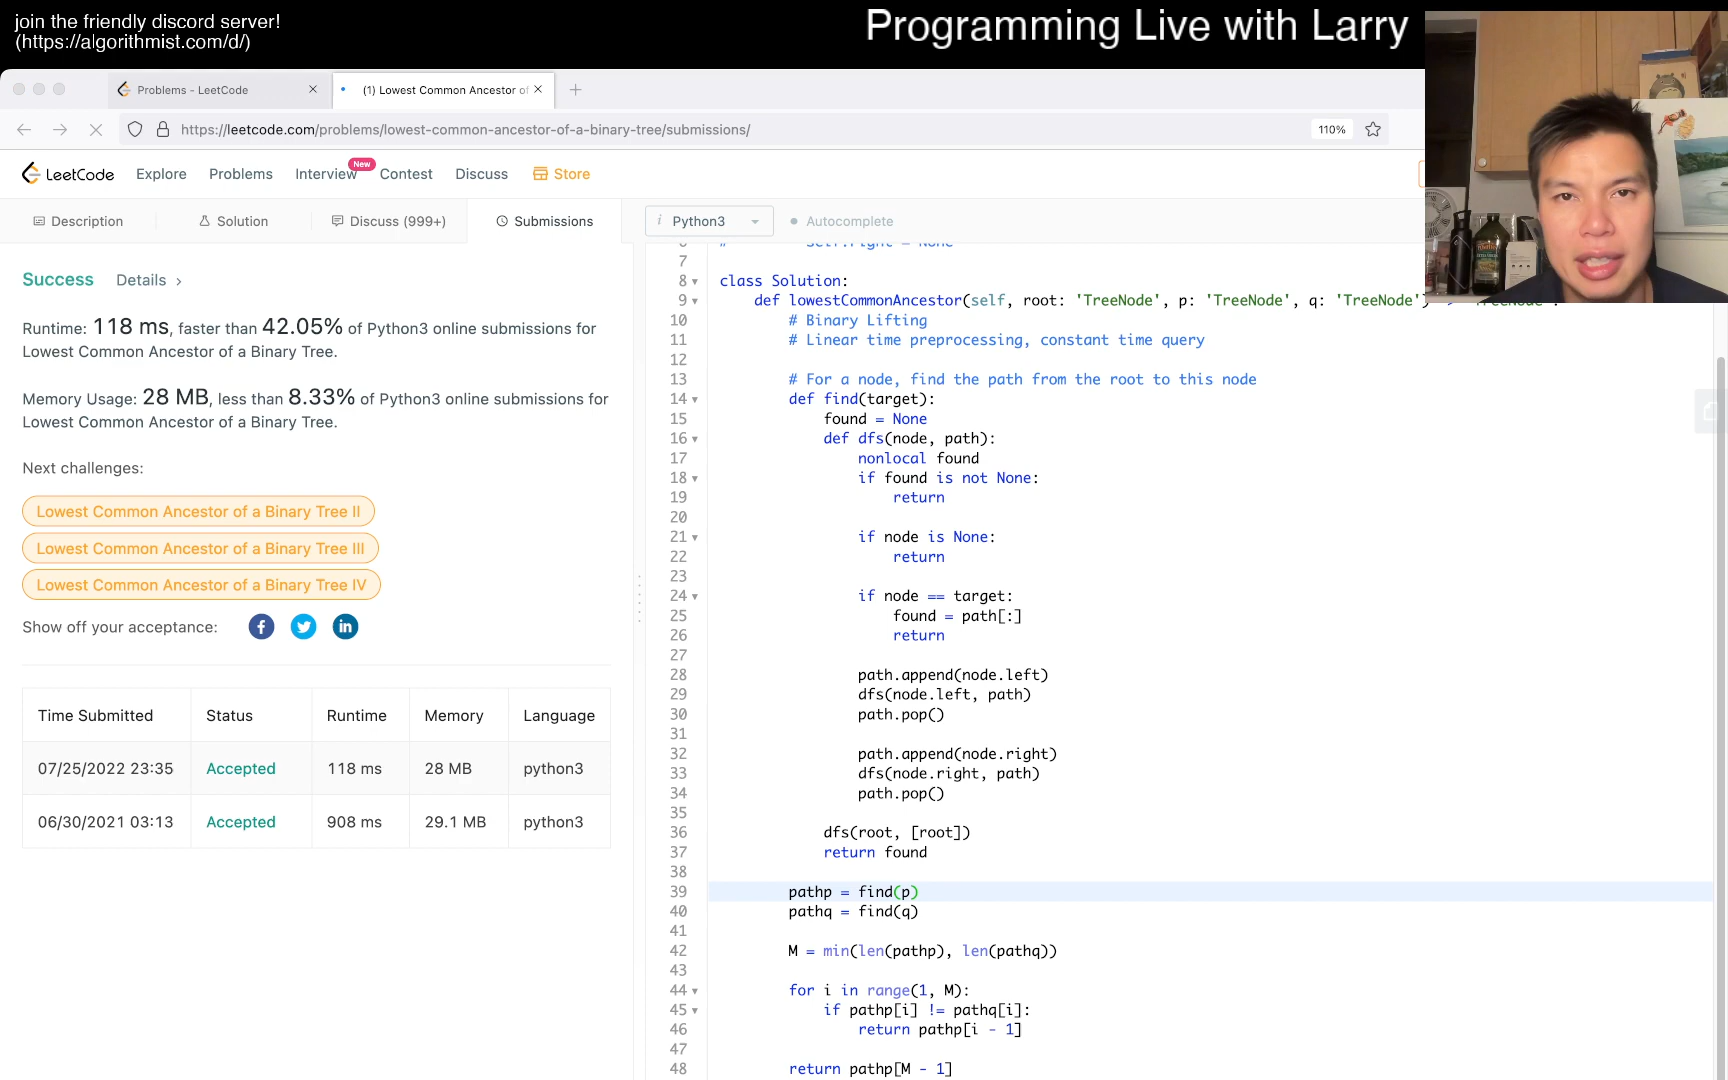 join the friendly discord server!
(https://algorithmist.com/d/)
Programming Live with Larry
Problems - LeetCode
(1) Lowest Common Ancestor of
https://leetcode.com/problems/lowest-common-ancestor-of-a-binary-tree/submissions/
110%
LeetCode
Explore
Problems
Interview
New
Contest
Discuss
Store
Description
Solution
Discuss (999+)
Submissions
i Python3
Autocomplete
Success
Details >
Runtime: 118 ms, faster than 42.05% of Python3 online submissions for
Lowest Common Ancestor of a Binary Tree.
Memory Usage: 28 MB, less than 8.33% of Python3 online submissions for
Lowest Common Ancestor of a Binary Tree.
Next challenges:
Lowest Common Ancestor of a Binary Tree II
Lowest Common Ancestor of a Binary Tree III
Lowest Common Ancestor of a Binary Tree IV
Show off your acceptance:
Time Submitted Status Runtime Memory Language
07/25/2022 23:35 Accepted 118 ms 28 MB python3
06/30/2021 03:13 Accepted 908 ms 29.1 MB python3
6 # self.right = None
7
8 class Solution:
9 def lowestCommonAncestor(self, root: 'TreeNode', p: 'TreeNode', q: 'TreeNode')
10 # Binary Lifting
11 # Linear time preprocessing, constant time query
12
13 # For a node, find the path from the root to this node
14 def find(target):
15 found = None
16 def dfs(node, path):
17 nonlocal found
18 if found is not None:
19 return
20
21 if node is None:
22 return
23
24 if node == target:
25 found = path[:]
26 return
27
28 path.append(node.left)
29 dfs(node.left, path)
30 path.pop()
31
32 path.append(node.right)
33 dfs(node.right, path)
34 path.pop()
35
36 dfs(root, [root])
37 return found
38
39 pathp = find(p)
40 pathq = find(q)
41
42 M = min(len(pathp), len(pathq))
43
44 for i in range(1, M):
45 if pathp[i] != pathq[i]:
46 return pathp[i - 1]
47
48 return pathp[M - 1]